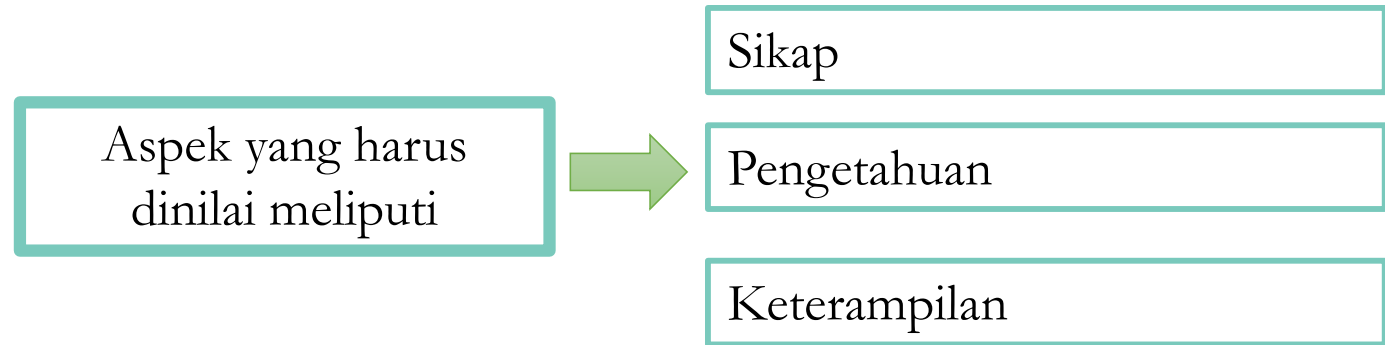 Aspek yang harus
dinilai meliputi
Sikap
Pengetahuan
Keterampilan